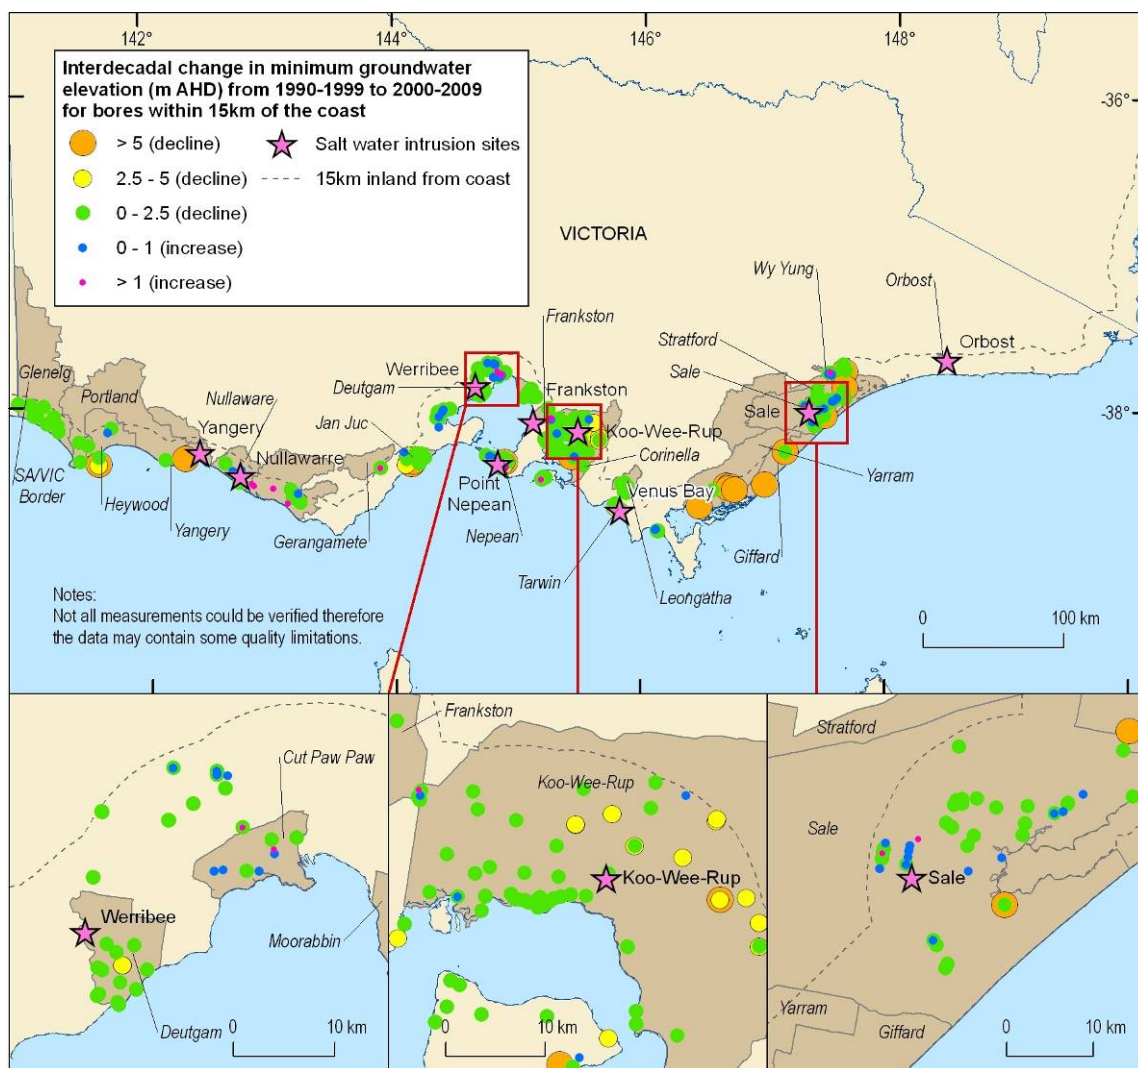 142
144
146
148
Interdecadal change in minimum groundwater
elevation (m AHD) from 1990-1999 to 2000-2009
for bores within 15km of the coast
> 5 (decline)
Salt water intrusion sites
2.5 - 5 (decline)
15km inland from coast
0 - 2.5 (decline)
0 - 1 (increase)
> 1 (increase)
-36°
VICTORIA
Wy Yung
Orbost
Frankston
Stratford
Orbost
Werribee
Glenelg
Deutgam
Sale
Portland
Nullaware
Frankston
-38°
Yangery
Jan Juc
Sale
Koo-Wee-Rup
Nullawarre
Corinella
SA/VIC
Border
Heywood
Point
Nepean
Venus Bay
Yarram
Yangery
Gerangamete
Nepean
Giffard
Tarwin
Leongatha
Notes:
Not all measurements could be verified therefore
the data may contain some quality limitations.
0 100 km
Cut Paw Paw
Werribee
Moorabbin
Deutgam
0 10 km
Frankston
Koo-Wee-Rup
Koo-Wee-Rup
0 10 km
Stratford
Sale
Sale
Yarram
Giffard
0 10 km